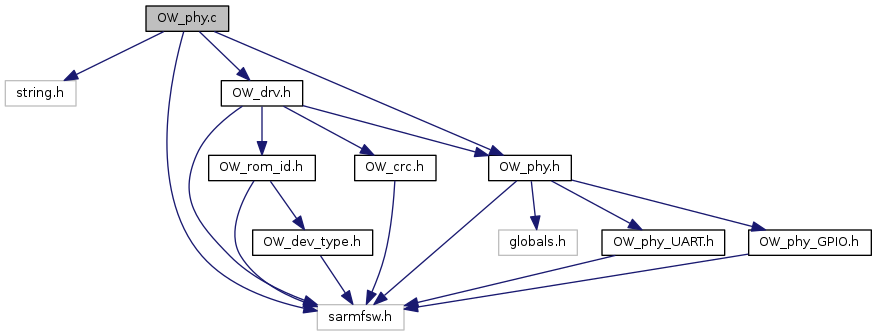 OW_phy.c
string.h
OW_drv.h
OW_rom_id.h
OW_crc.h
OW_phy.h
OW_dev_type.h
globals.h
OW_phy_UART.h
OW_phy_GPIO.h
sarmfsw.h